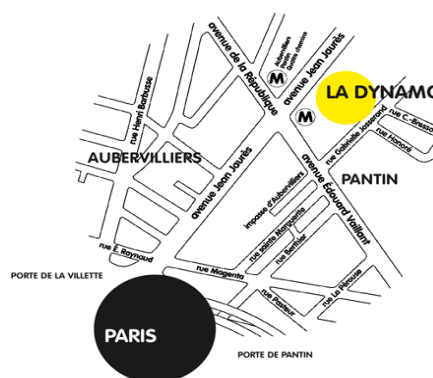 avenue de la République
Aubervilliers
Pantin
Quatre chemins
M
avenue Jean Jaurès
LA DYNAMO
M
rue Henri Barbusse
rue C.-Bresso
rue Gabrielle Josserand
rue Honoré
AUBERVILLIERS
avenue Jean Jaurès
PANTIN
impasse d'Aubervilliers
avenue Édouard Vaillant
rue sainte Marguerite
rue Berthier
rue É. Raynaud
rue Magenta
PORTE DE LA VILLETTE
rue La Pérouse
rue Pasteur
PARIS
PORTE DE PANTIN